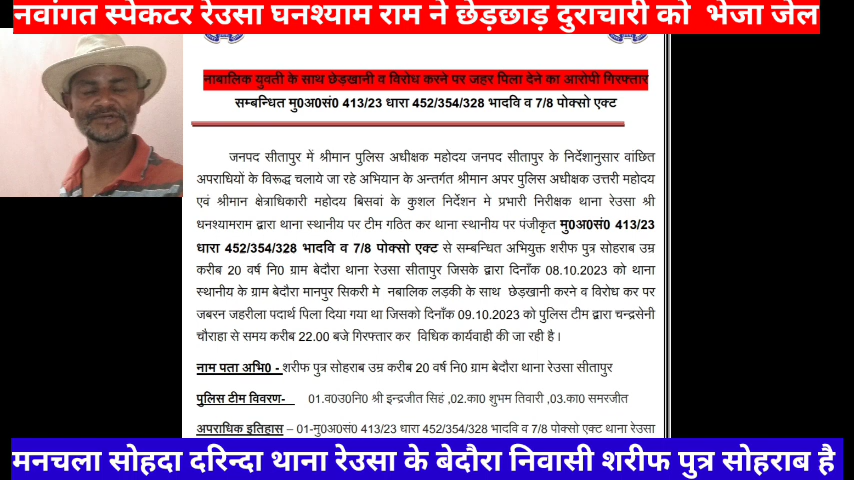 नवांगत स्पेकटर रेउसा घनश्याम राम ने छेड़छाड़ दुराचारी को भेजा जेल
नाबालिक युवती के साथ छेड़खानी व विरोध करने पर जहर पिला देने का आरोपी गिरफ्तार
सम्बन्धित मु0अ0सं0 413/23 धारा 452/354/328 भादवि व 7/8 पोक्सो एक्ट
जनपद सीतापुर में श्रीमान पुलिस अधीक्षक महोदय जनपद सीतापुर के निर्देशानुसार वांछित
अपराधियों के विरूद्ध चलाये जा रहे अभियान के अन्तर्गत श्रीमान अपर पुलिस अधीक्षक उत्तरी महोदय
एवं श्रीमान क्षेत्राधिकारी महोदय बिसवां के कुशल निर्देशन मे प्रभारी निरीक्षक थाना रेउसा श्री
धनश्यामराम द्वारा थाना स्थानीय पर टीम गठित कर थाना स्थानीय पर पंजीकृत मु0अ0सं0 413/23
धारा 452/354/328 भादवि व 7/8 पोक्सो एक्ट से सम्बन्धित अभियुक्त शरीफ पुत्र सोहराब उम्र
करीब 20 वर्ष नि0 ग्राम बेदौरा थाना रेउसा सीतापुर जिसके द्वारा दिनाँक 08.10.2023 को थाना
स्थानीय के ग्राम बेदौरा मानपुर सिकरी मे नबालिक लड़की के साथ छेड़खानी करने व विरोध कर पर
जबरन जहरीला पदार्थ पिला दिया गया था जिसको दिनाँक 09.10.2023 को पुलिस टीम द्वारा चन्द्रसेनी
चौराहा से समय करीब 22.00 बजे गिरफ्तार कर विधिक कार्यवाही की जा रही है ।
नाम पता अभि0 - शरीफ पुत्र सोहराब उम्र करीब 20 वर्ष नि0 ग्राम बेदौरा थाना रेउसा सीतापुर
पुलिस टीम विवरण- 01.व0उ0नि0 श्री इन्द्रजीत सिहं ,02.का0 शुभम तिवारी ,03.का0 समरजीत
अपराधिक इतिहास – 01-मु0अ0सं0 413/23 धारा 452/354/328 भादवि व 7/8 पोक्सो एक्ट थाना रेउसा
मनचला सोहदा दरिन्दा थाना रेउसा के बेदौरा निवासी शरीफ पुत्र सोहराब है